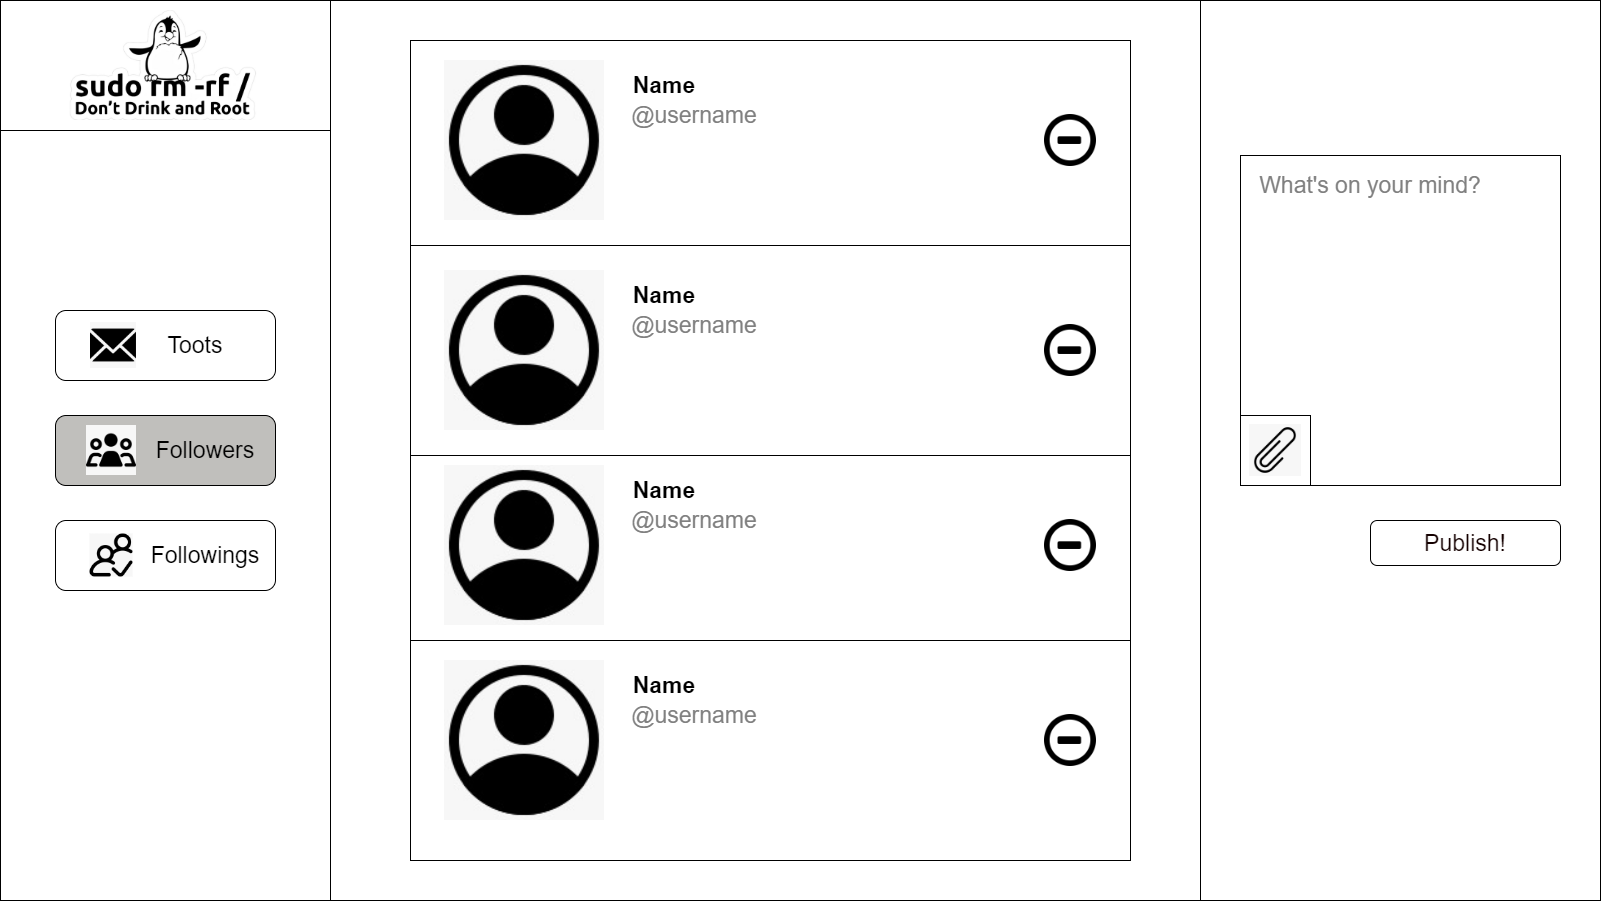 sudo rm -rf /
Don't Drink and Root
Toots
Followers
Followings
Name
@username
Name
@username
Name
@username
Name
@username
What's on your mind?
Publish!